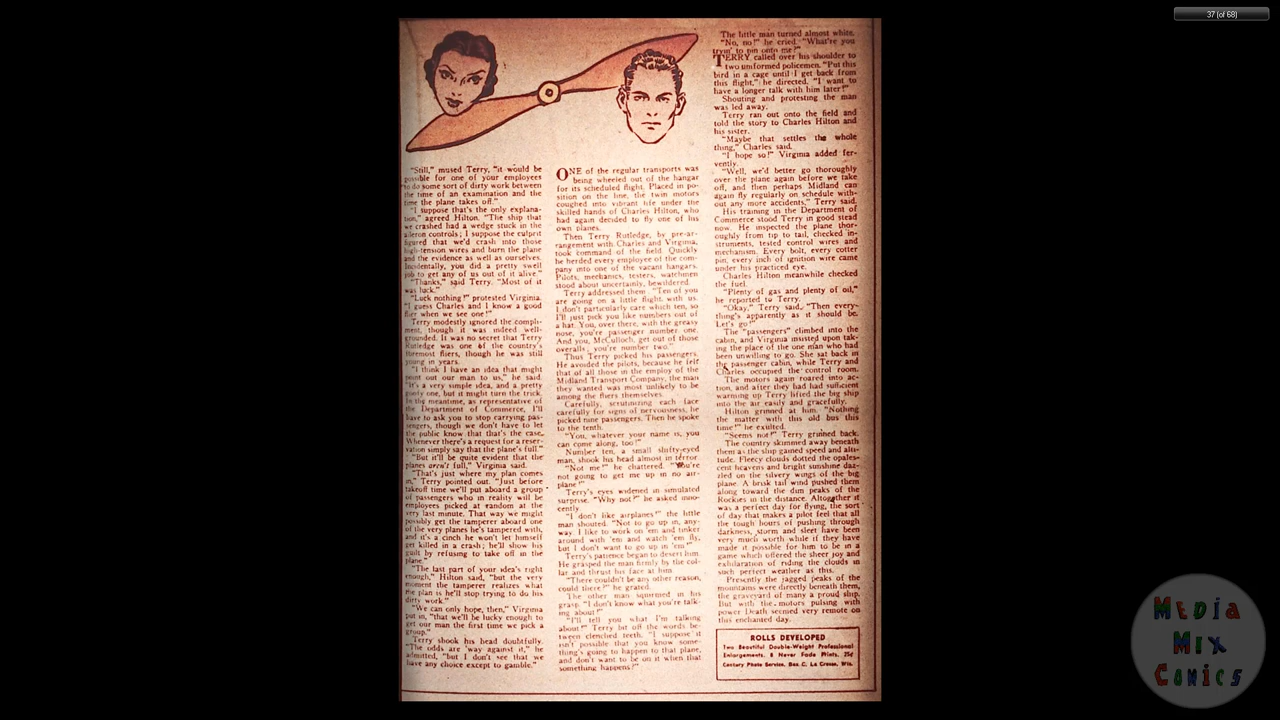 37 (of 68)
"Still," mused Terry, "it would be
possible for one of your employees
to do some sort of dirty work between
the time of an examination and the
time the plane takes off."
"I suppose that's the only explana-
tion," agreed Hilton. "The ship that
we crashed had a wedge stuck in the
aileron controls; I suppose the culprit
figured that we'd crash into those
high-tension wires and burn the plane
and the evidence as well as ourselves.
Incidentally, you did a pretty swell
job to get any of us out of it alive."
"Thanks," said Terry. "Most of it
was luck."
"Luck nothing!" protested Virginia.
"I guess Charles and I know a good
flier when we see one!"
Terry modestly ignored the compli-
ment, though it was indeed well-
grounded. It was no secret that Terry
Rutledge was one of the country's
foremost fliers, though he was still
young in years.
"I think I have an idea that might
point out our man to us," he said.
"It's a very simple idea, and a pretty
one, but it might turn the trick.
In the meantime, as representative of
the Department of Commerce, I'll
have to ask you to stop carrying pas-
sengers, though we don't have to let
the public know that that's the case.
Whenever there's a request for a reser-
vation simply say that the plane's full."
"But it'll be quite evident that the
planes aren't full," Virginia said.
"That's just where my plan comes
in," Terry pointed out. "Just before
takeoff time we'll put aboard a group
of passengers who in reality will be
employees picked at random at the
very last minute. That way we might
possibly get the tamperer aboard one
of the very planes he's tampered with,
and it's a cinch he won't let himself
get killed in a crash; he'll show his
guilt by refusing to take off in the
plane."
"The last part of your idea's right
enough," Hilton said, "but the very
moment the tamperer realizes what
the plan is he'll stop trying to do his
dirty work."
"We can only hope, then," Virginia
put in, "that we'll be lucky enough to
get our man the first time we pick a
group."
Terry shook his head doubtfully.
"The odds are 'way against it," he
admitted, "but I don't see that we
have any choice except to gamble."
ONE of the regular transports was
being wheeled out of the hangar
for its scheduled flight. Placed in po-
sition on the line, the twin motors
coughed into vibrant life under the
skilled hands of Charles Hilton, who
had again decided to fly one of his
own planes.
Then Terry Rutledge, by pre-ar-
rangement with Charles and Virginia,
took command of the field. Quickly
he herded every employee of the com-
pany into one of the vacant hangars.
Pilots, mechanics, testers, watchmen
stood about uncertainly, bewildered.
Terry addressed them. "Ten of you
are going on a little flight with us.
I don't particularly care which ten, so
I'll just pick you like numbers out of
a hat. You, over there, with the greasy
nose, you're passenger number one.
And you, McCulloch, get out of those
overalls; you're number two."
Thus Terry picked his passengers.
He avoided the pilots, because he felt
that of all those in the employ of the
Midland Transport Company, the man
they wanted was most unlikely to be
among the fliers themselves.
Carefully, scrutinizing each face
carefully for signs of nervousness, he
picked nine passengers. Then he spoke
to the tenth.
"You, whatever your name is, you
can come along, too!"
Number ten, a small shifty-eyed
man, shook his head almost in terror.
"Not me!" he chattered. "You're
not going to get me up in no air-
plane!"
Terry's eyes widened in simulated
surprise. "Why not?" he asked inno-
cently.
"I don't like airplanes!" the little
man shouted. "Not to go up in, any-
way. I like to work on 'em and tinker
around with 'em and watch 'em fly,
but I don't want to go up in 'em!"
Terry's patience began to desert him.
He grasped the man firmly by the col-
lar and thrust his face at him.
"There couldn't be any other reason,
could there?" he grated.
The other man squirmed in his
grasp. "I don't know what you're talk-
ing about!"
"I'll tell you what I'm talking
about!" Terry bit off the words be-
tween clenched teeth. "I suppose it
isn't possible that you know some-
thing's going to happen to that plane,
and don't want to be on it when that
something happens!"
The little man turned almost white.
"No, no!" he cried. "What're you
tryin' to pin onto me?"
TERRY called over his shoulder to
two uniformed policemen. "Put this
bird in a cage until I get back from
this flight," he directed. "I want to
have a longer talk with him later!"
Shouting and protesting the man
was led away.
Terry ran out onto the field and
told the story to Charles Hilton and
his sister.
"Maybe that settles the whole
thing," Charles said.
"I hope so!" Virginia added fer-
vently.
"Well, we'd better go thoroughly
over the plane again before we take
off, and then perhaps Midland can
again fly regularly on schedule with-
out any more accidents," Terry said.
His training in the Department of
Commerce stood Terry in good stead
now. He inspected the plane thor-
oughly from tip to tail, checked in-
struments, tested control wires and
mechanism. Every bolt, every cotter
pin, every inch of ignition wire came
under his practiced eye.
Charles Hilton meanwhile checked
the fuel.
"Plenty of gas and plenty of oil,"
he reported to Terry.
"Okay," Terry said. "Then every-
thing's apparently as it should be.
Let's go!"
The "passengers" climbed into the
cabin, and Virginia insisted upon tak-
ing the place of the one man who had
been unwilling to go. She sat back in
the passenger cabin, while Terry and
Charles occupied the control room.
The motors again roared into ac-
tion, and after they had had sufficient
warming up Terry lifted the big ship
into the air easily and gracefully.
Hilton grinned at him. "Nothing
the matter with this old bus this
time!" he exulted.
"Seems not!" Terry grinned back.
The country skimmed away beneath
them as the ship gained speed and alti-
tude. Fleecy clouds dotted the opales-
cent heavens and bright sunshine daz-
zled on the silvery wings of the big
plane. A brisk tail wind pushed them
along toward the dim peaks of the
Rockies in the distance. Altogether it
was a perfect day for flying, the sort
of day that makes a pilot feel that all
the tough hours of pushing through
darkness, storm and sleet have been
very much worth while if they have
made it possible for him to be in a
game which offered the sheer joy and
exhilaration of riding the clouds in
such perfect weather as this.
Presently the jagged peaks of the
mountains were directly beneath them,
the graveyard of many a proud ship.
But with the motors pulsing with
power Death seemed very remote on
this enchanted day.
ROLLS DEVELOPED
Two Beautiful Double-Weight Professional
Enlargements, 8 Never Fade Prints, 25¢
Century Photo Service, Box C, La Crosse, Wis.
MEDIA
MIX
COMICS